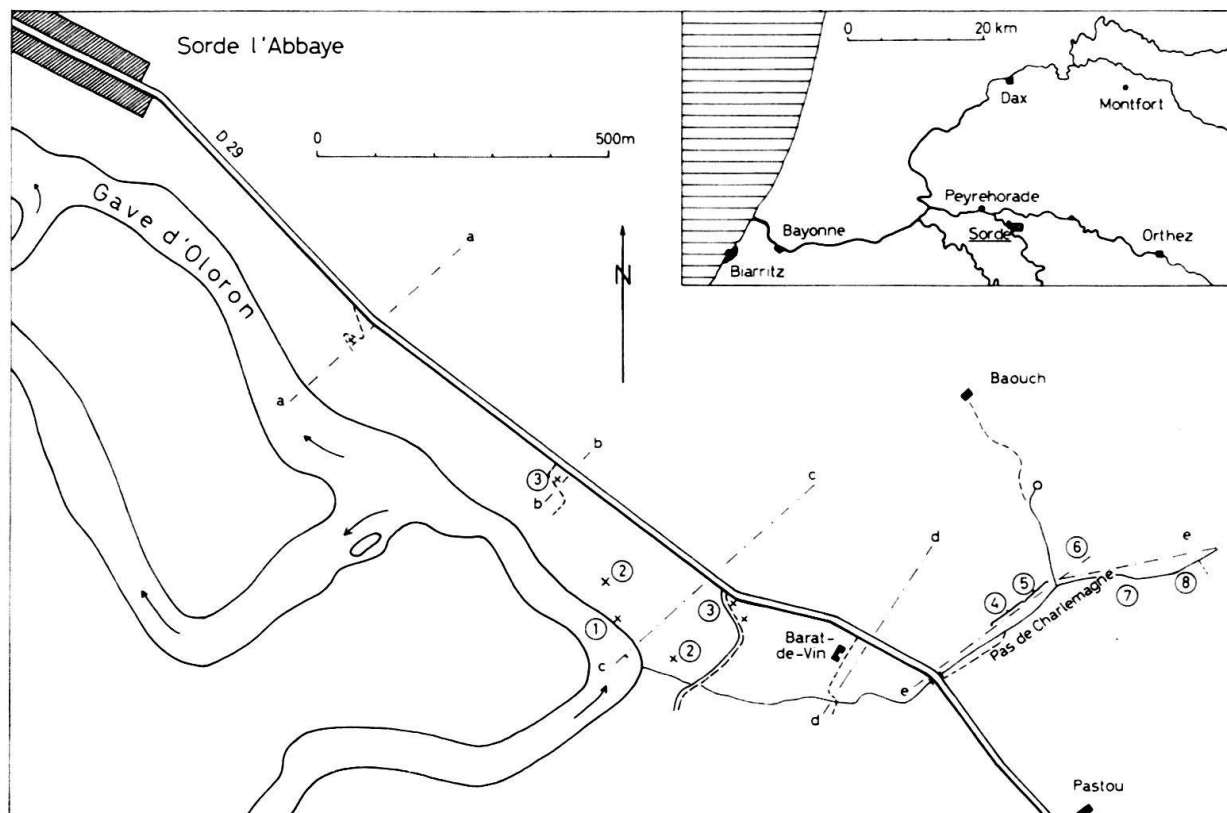 Sorde l'Abbaye
0 20 km
Dax
Montfort
Peyrehorade
Sorde
Bayonne
Orthez
Biarritz
D 29
0 500m
Gave d'Oloron
a
N
a
Baouch
b
3
b
c
d
e
6
2
5
8
4
7
3
1
Pas de Charlemagne
Barat-
de-Vin
2
c
e
d
Pastou